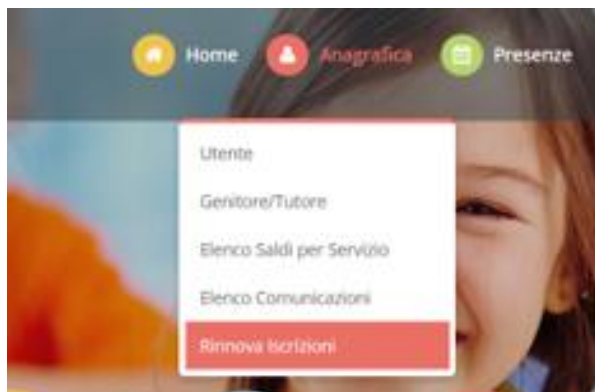 Home Anagrafica Presenze
Utente
Genitore/Tutore
Elenco Saldi per Servizio
Elenco Comunicazioni
Rinnova Iscrizioni